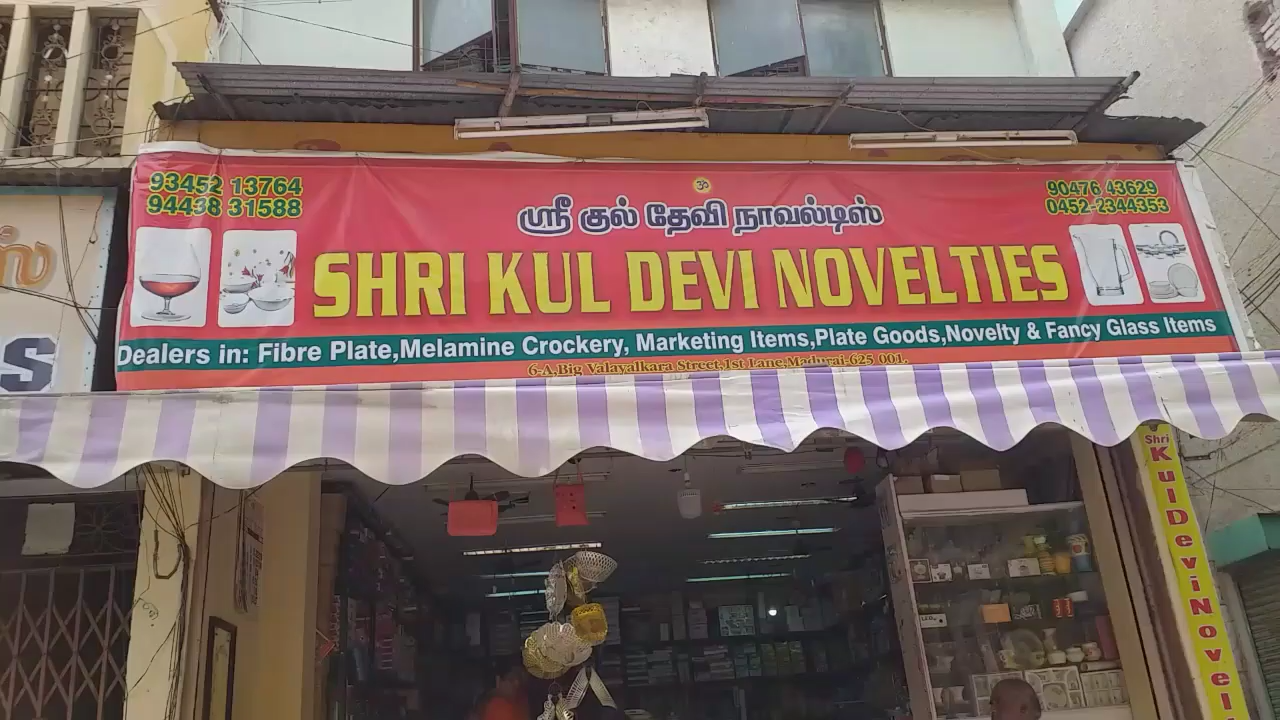 93452 13764
94438 31588
90476 43629
0452-2344353
ॐ
ஸ்ரீ குல் தேவி நாவல்டிஸ்
SHRI KUL DEVI NOVELTIES
Dealers in: Fibre Plate,Melamine Crockery, Marketing Items,Plate Goods,Novelty & Fancy Glass Items
6-A,Big Valayalkara Street,1st Lane,Madurai-625 001.
ஸ்
S
Shri
KulDeviNovel